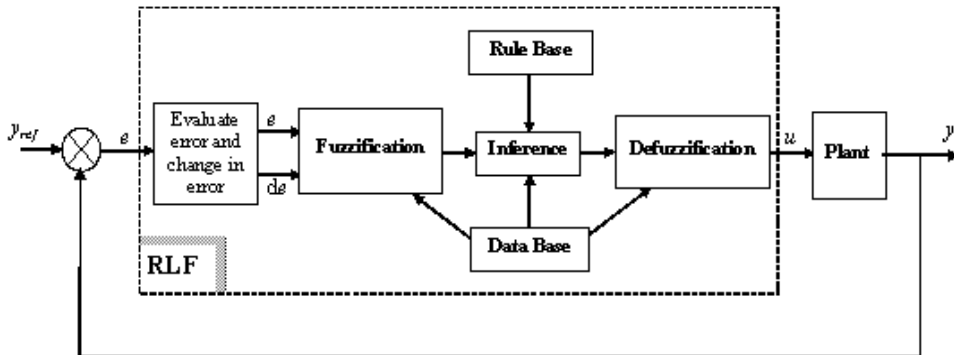 Rule Base
y_ref
e
Evaluate
error and
change in
error
e
de
Fuzzification
Inference
Defuzzification
u
Plant
y
Data Base
RLF